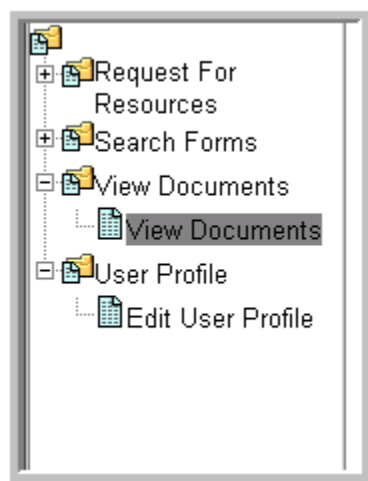 Request For
Resources
Search Forms
View Documents
View Documents
User Profile
Edit User Profile